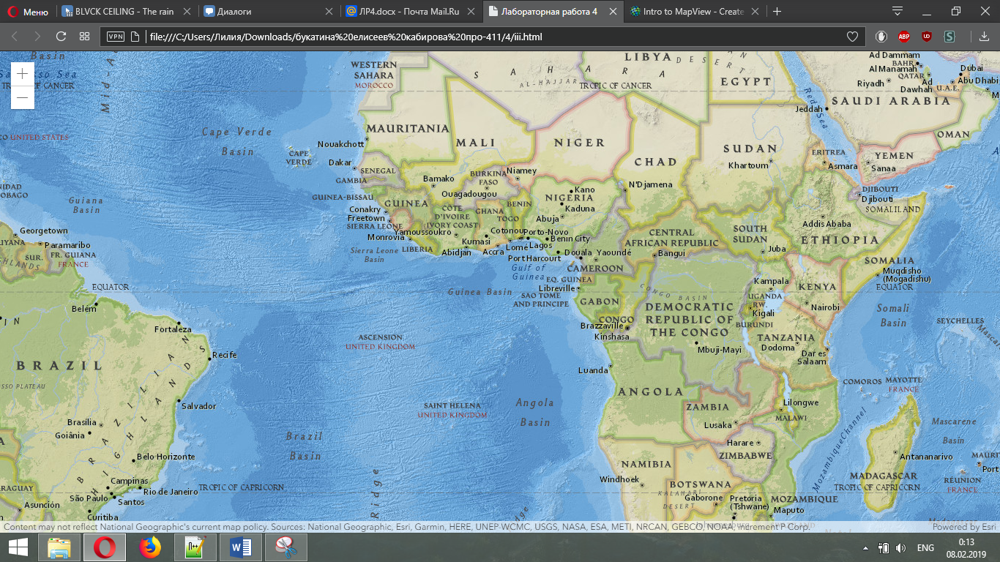 Меню
BLVCK CEILING - The rain
Диалоги
ЛР4.docx - Почта Mail.Ru
Лабораторная работа 4
Intro to MapView - Create
VPN
file:///C:/Users/Лилия/Downloads/букатина%20елисеев%20кабирова%20про-411/4/iii.html
ABP
S
+
−
Basin
Sea
TROPIC OF CANCER
UNITED STATES
OBAGO
Mid-A
Cape Verde
Basin
CAPE
VERDE
Guiana
Basin
Georgetown
Paramaribo
UYANA
SUR.
FR. GUIANA
FRANCE
HLANDS
EQUATOR
Belém
Fortaleza
Recife
BRAZIL
OSSO PLATEAU
BRAZILIAN
HIGHLANDS
Salvador
Brasília
Goiânia
Belo Horizonte
Campinas
São Paulo
Rio de Janeiro
Santos
Curitiba
TROPIC OF CAPRICORN
ARAGUAY
Asunción
Brazil
Basin
Ridge
ASCENSION
UNITED KINGDOM
SAINT HELENA
UNITED KINGDOM
Angola
Basin
Guinea Basin
Sierra Leone
Basin
Gulf of
Guinea
WESTERN
SAHARA
MOROCCO
SAHARA
AL-HAJJAR
TROPIC OF CANCER
LIBYA
DESERT
EGYPT
MAURITANIA
Nouakchott
MALI
NIGER
CHAD
SUDAN
Khartoum
Dakar
SENEGAL
GAMBIA
GUINEA-BISSAU
GUINEA
Bamako
BURKINA
FASO
Ouagadougou
Niamey
Conakry
Freetown
SIERRA LEONE
Monrovia
LIBERIA
CÔTE
D'IVOIRE
(IVORY COAST)
Yamoussoukro
Abidjan
GHANA
Kumasi
Accra
TOGO
Lomé
BENIN
Cotonou
Porto-Novo
Lagos
NIGERIA
Kano
Kaduna
Abuja
Benin City
Port Harcourt
N'Djamena
Douala
Yaoundé
CAMEROON
EQ. GUINEA
Libreville
SAO TOME
AND PRINCIPE
GABON
CONGO
Brazzaville
Kinshasa
CENTRAL
AFRICAN REPUBLIC
Bangui
SOUTH
SUDAN
Juba
CONGO BASIN
DEMOCRATIC
REPUBLIC OF
THE CONGO
Mbuji-Mayi
Luanda
ANGOLA
ZAMBIA
Lusaka
NAMIBIA
Windhoek
BOTSWANA
KALAHARI
DESERT
Gaborone
Pretoria
(Tshwane)
Harare
ZIMBABWE
MOZAMBIQUE
Maputo
Lilongwe
MALAWI
UGANDA
Kampala
RW.
Kigali
BURUNDI
KENYA
Nairobi
TANZANIA
Dodoma
Dar es
Salaam
ETHIOPIA
Addis Ababa
ERITREA
Asmara
DJIBOUTI
Djibouti
SOMALILAND
SOMALIA
Muqdisho
(Mogadishu)
EQUATOR
Somali
Basin
SEYCHELLES
COMOROS
MAYOTTE
FRANCE
Mozambique Channel
MADAGASCAR
Antananarivo
TROPIC OF CAPRICORN
Mascarene
Basin
MAURIT
Port
RÉUNION
FRANCE
Red Sea
Jeddah
Riyadh
SAUDI ARABIA
Ad Dammam
BAHR.
Al Manamah
QATAR
Ad
Dawhah
Dubai
Abu Dhabi
U.A.E.
OMAN
YEMEN
Sanaa
Content may not reflect National Geographic's current map policy. Sources: National Geographic, Esri, Garmin, HERE, UNEP-WCMC, USGS, NASA, ESA, METI, NRCAN, GEBCO, NOAA, increment P Corp.
Powered by Esri
ENG
0:13
08.02.2019